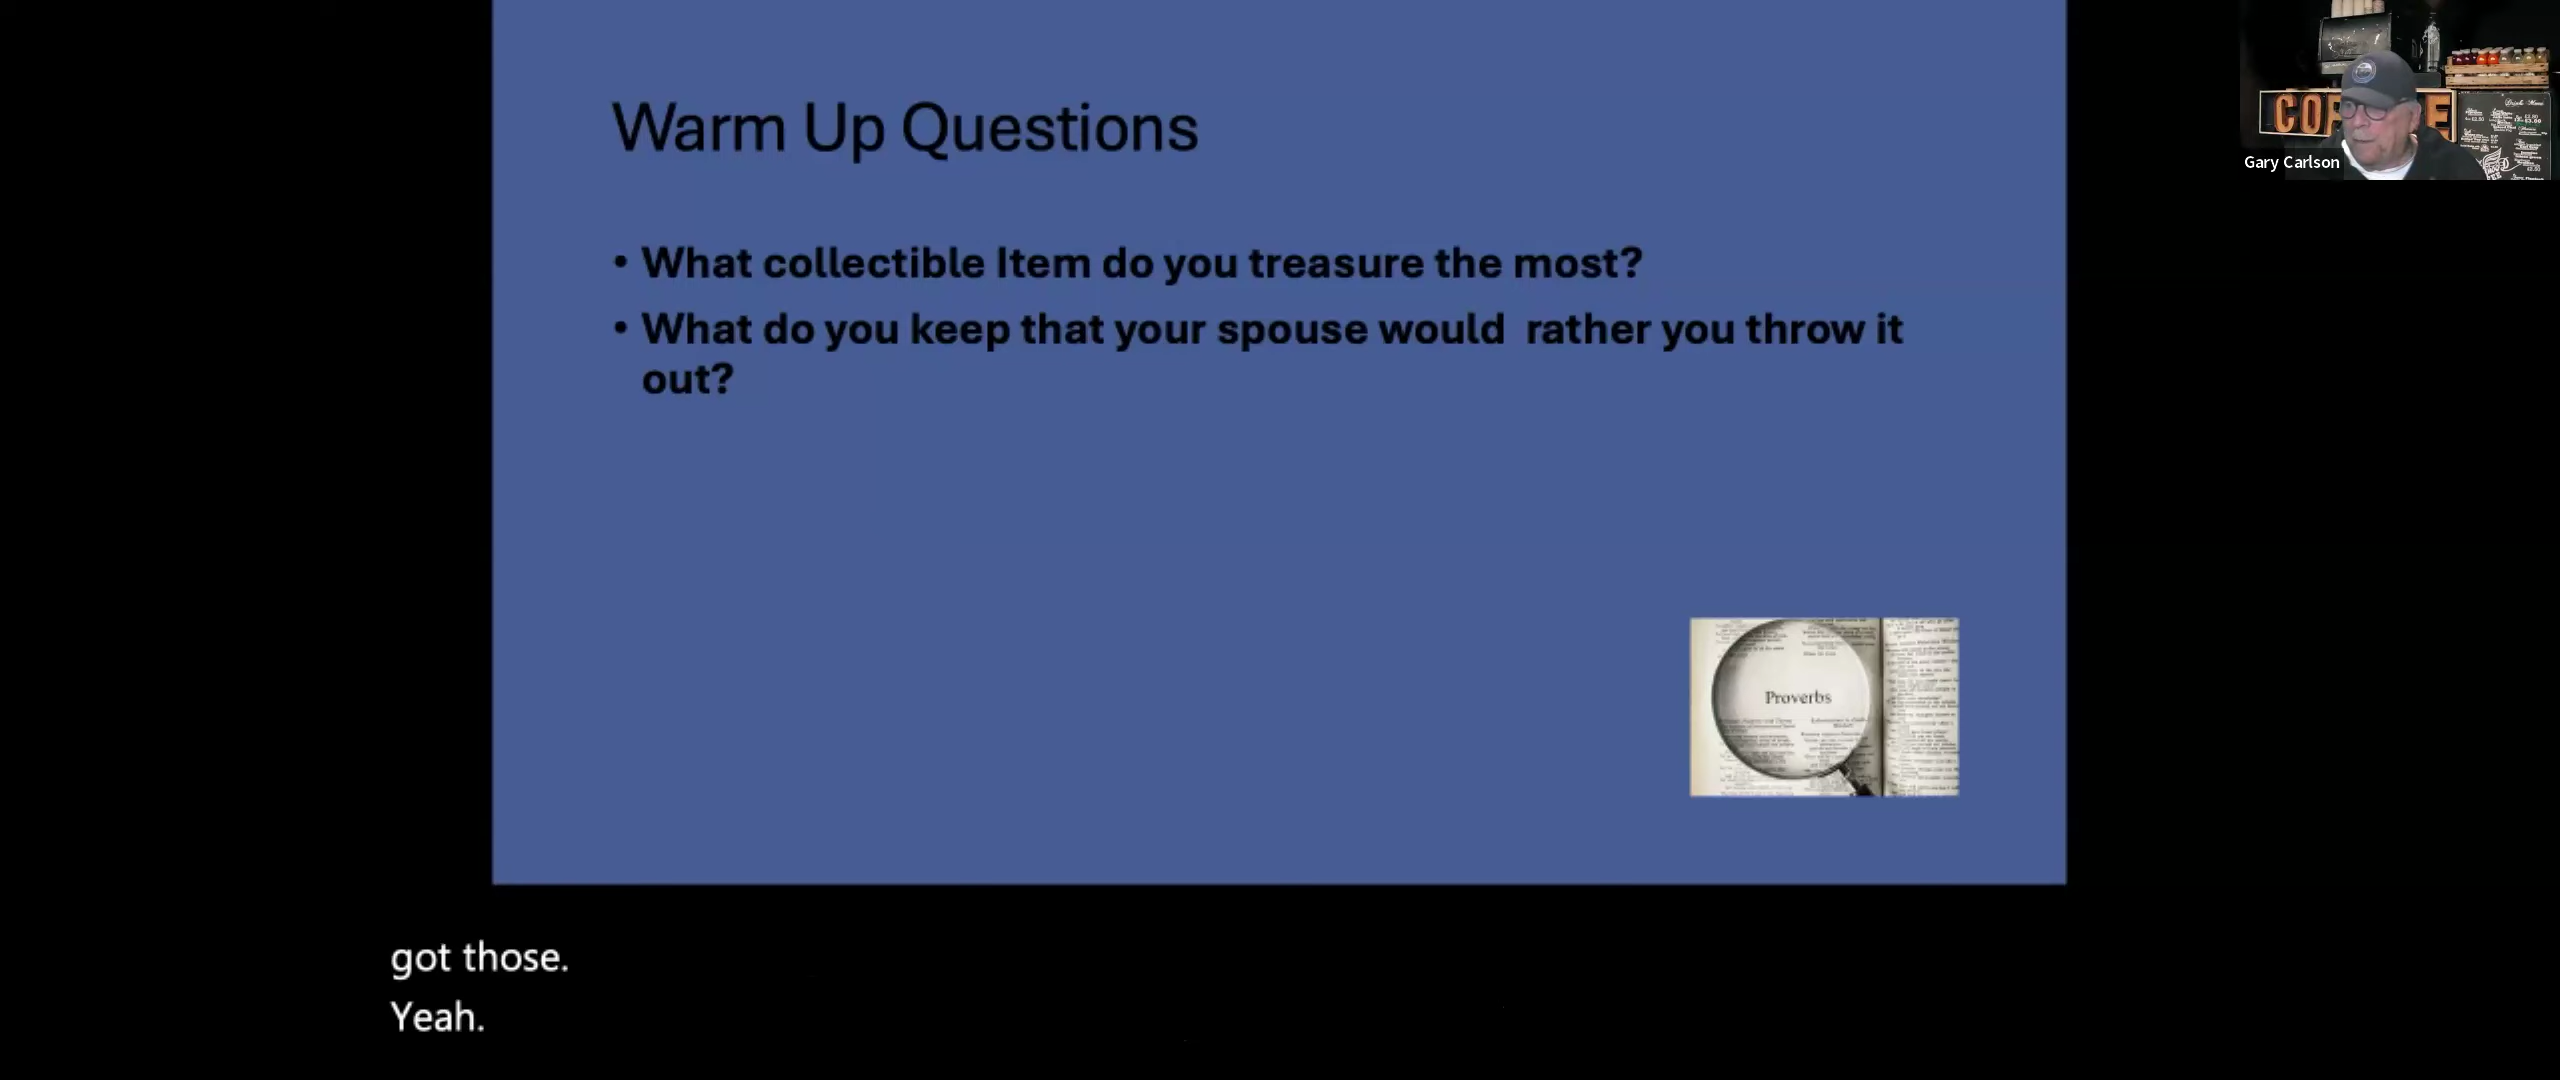 Warm Up Questions
• What collectible Item do you treasure the most?
• What do you keep that your spouse would  rather you throw it
out?
Proverbs
Gary Carlson
got those.
Yeah.